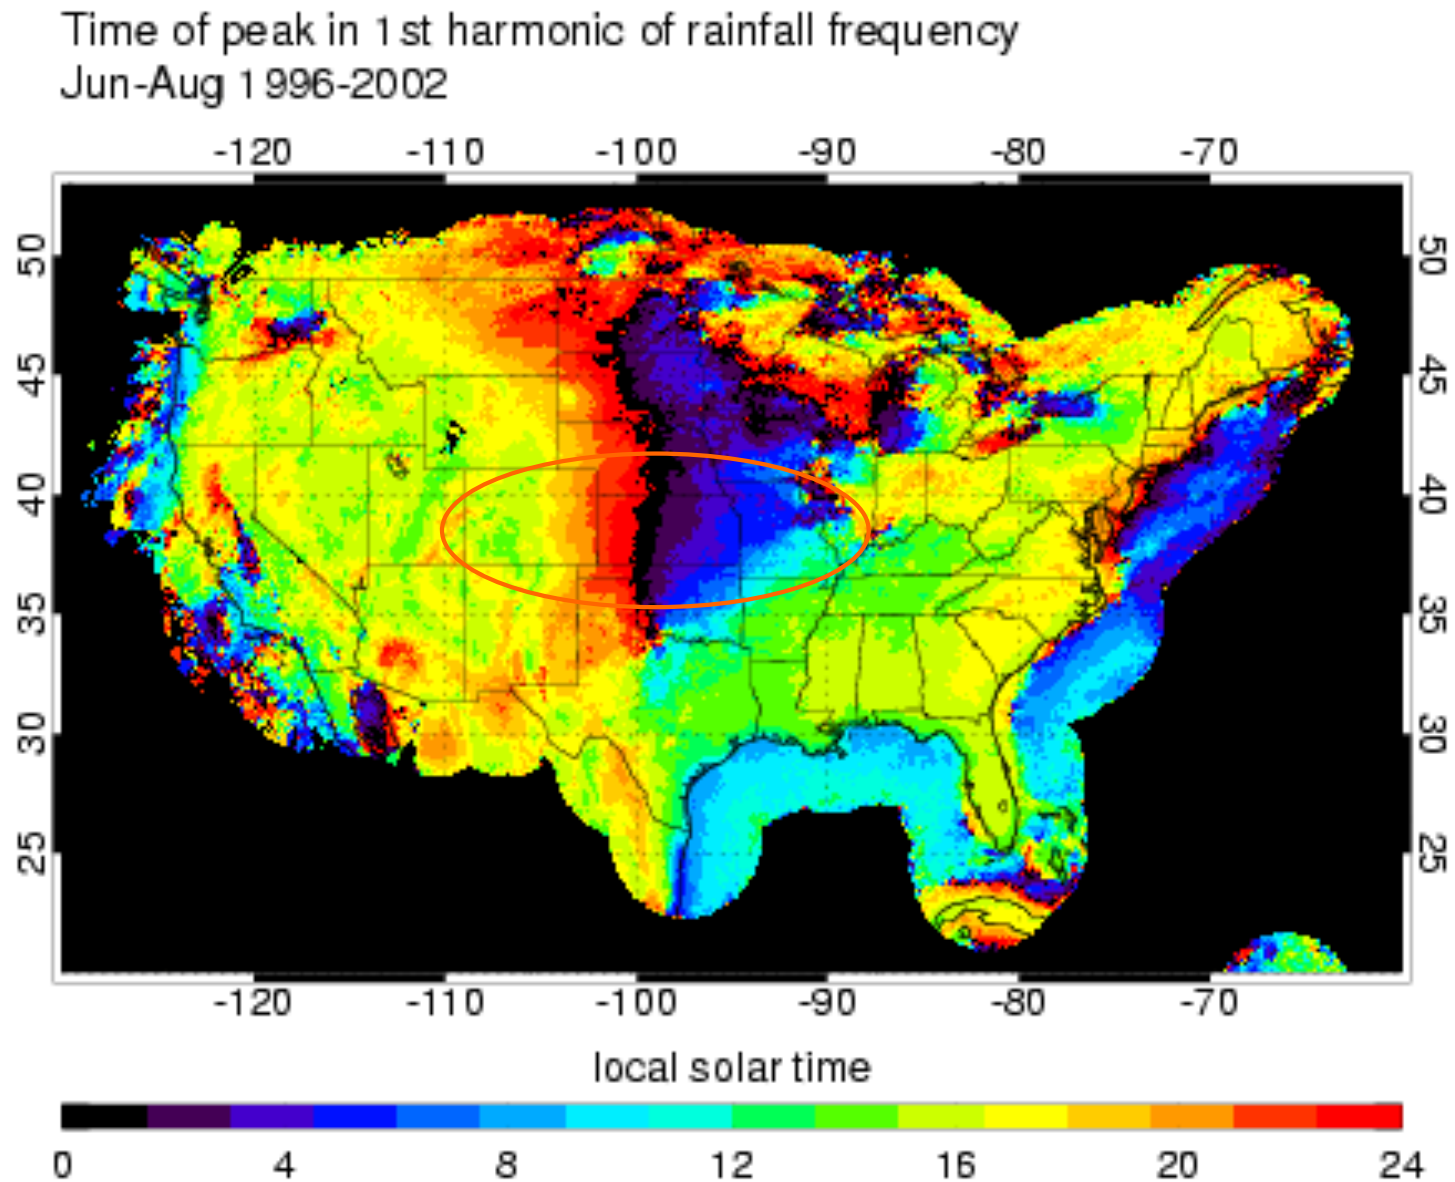 Time of peak in 1st harmonic of rainfall frequency
Jun-Aug 1996-2002
-120 -110 -100 -90 -80 -70
50 50
45 45
40 40
35 35
30 30
25 25
-120 -110 -100 -90 -80 -70
local solar time
0 4 8 12 16 20 24